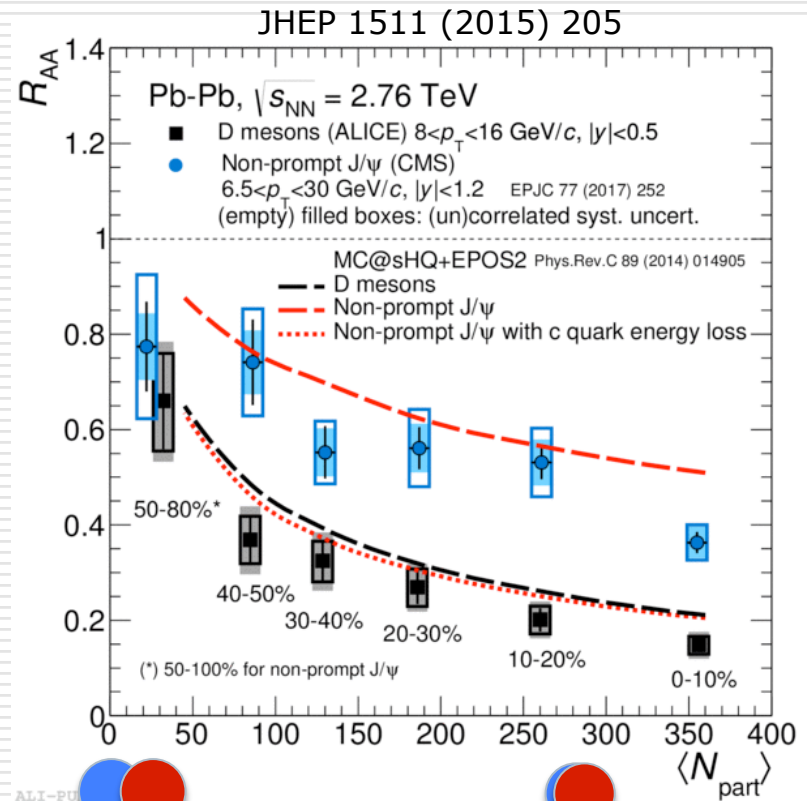 JHEP 1511 (2015) 205
R_AA
1.4
1.2
1
0.8
0.6
0.4
0.2
0
Pb-Pb, √s_NN = 2.76 TeV
D mesons (ALICE) 8<p_T<16 GeV/c, |y|<0.5
Non-prompt J/ψ (CMS)
6.5<p_T<30 GeV/c, |y|<1.2 EPJC 77 (2017) 252
(empty) filled boxes: (un)correlated syst. uncert.
MC@sHQ+EPOS2 Phys.Rev.C 89 (2014) 014905
D mesons
Non-prompt J/ψ
Non-prompt J/ψ with c quark energy loss
50-80%*
40-50%
30-40%
20-30%
10-20%
0-10%
(*) 50-100% for non-prompt J/ψ
0 50 100 150 200 250 300 350 400
⟨N_part⟩
ALI-PU